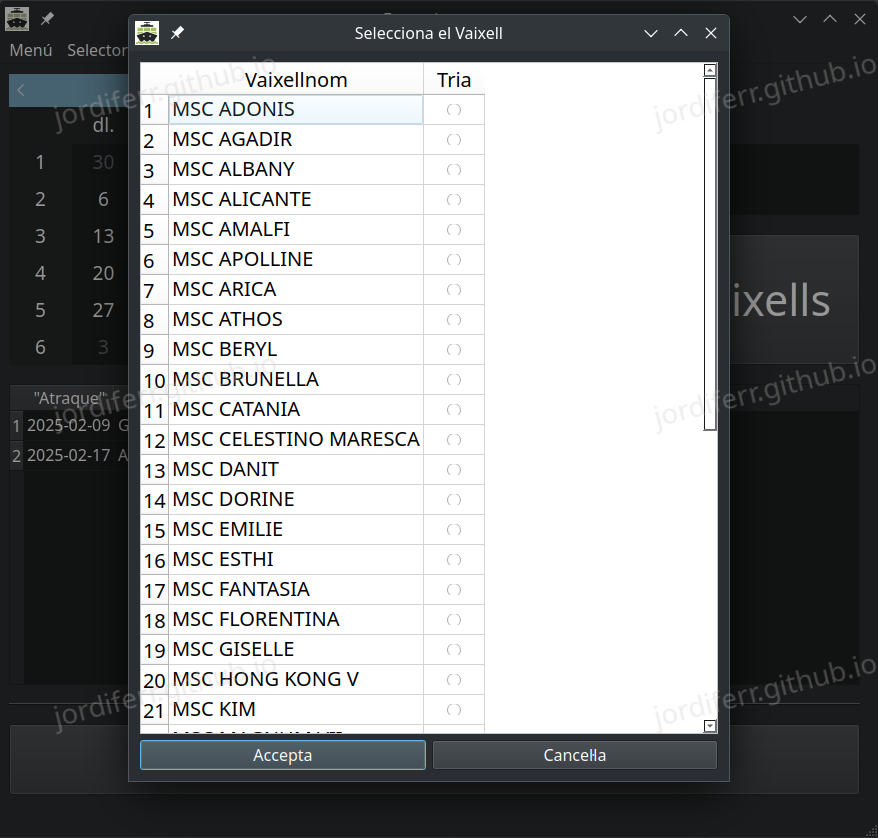 Selecciona el Vaixell
Menú Selector
dl.
1 30
2 6
3 13
4 20
5 27
6 3
ixells
"Atraque"
1 2025-02-09 G
2 2025-02-17 A
Vaixellnom Tria
1 MSC ADONIS
2 MSC AGADIR
3 MSC ALBANY
4 MSC ALICANTE
5 MSC AMALFI
6 MSC APOLLINE
7 MSC ARICA
8 MSC ATHOS
9 MSC BERYL
10 MSC BRUNELLA
11 MSC CATANIA
12 MSC CELESTINO MARESCA
13 MSC DANIT
14 MSC DORINE
15 MSC EMILIE
16 MSC ESTHI
17 MSC FANTASIA
18 MSC FLORENTINA
19 MSC GISELLE
20 MSC HONG KONG V
21 MSC KIM
Accepta Cancel·la
jordiferr.github.io
jordiferr.github.io
jordiferr.github.io
jordiferr.github.io
jordiferr.github.io
jordiferr.github.io